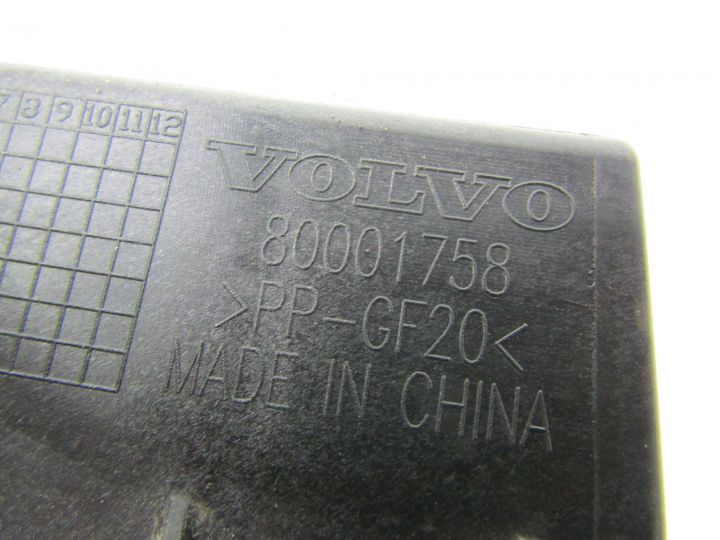 7 8 9 10 11 12
VOLVO
80001758
>PP-GF20<
MADE IN CHINA